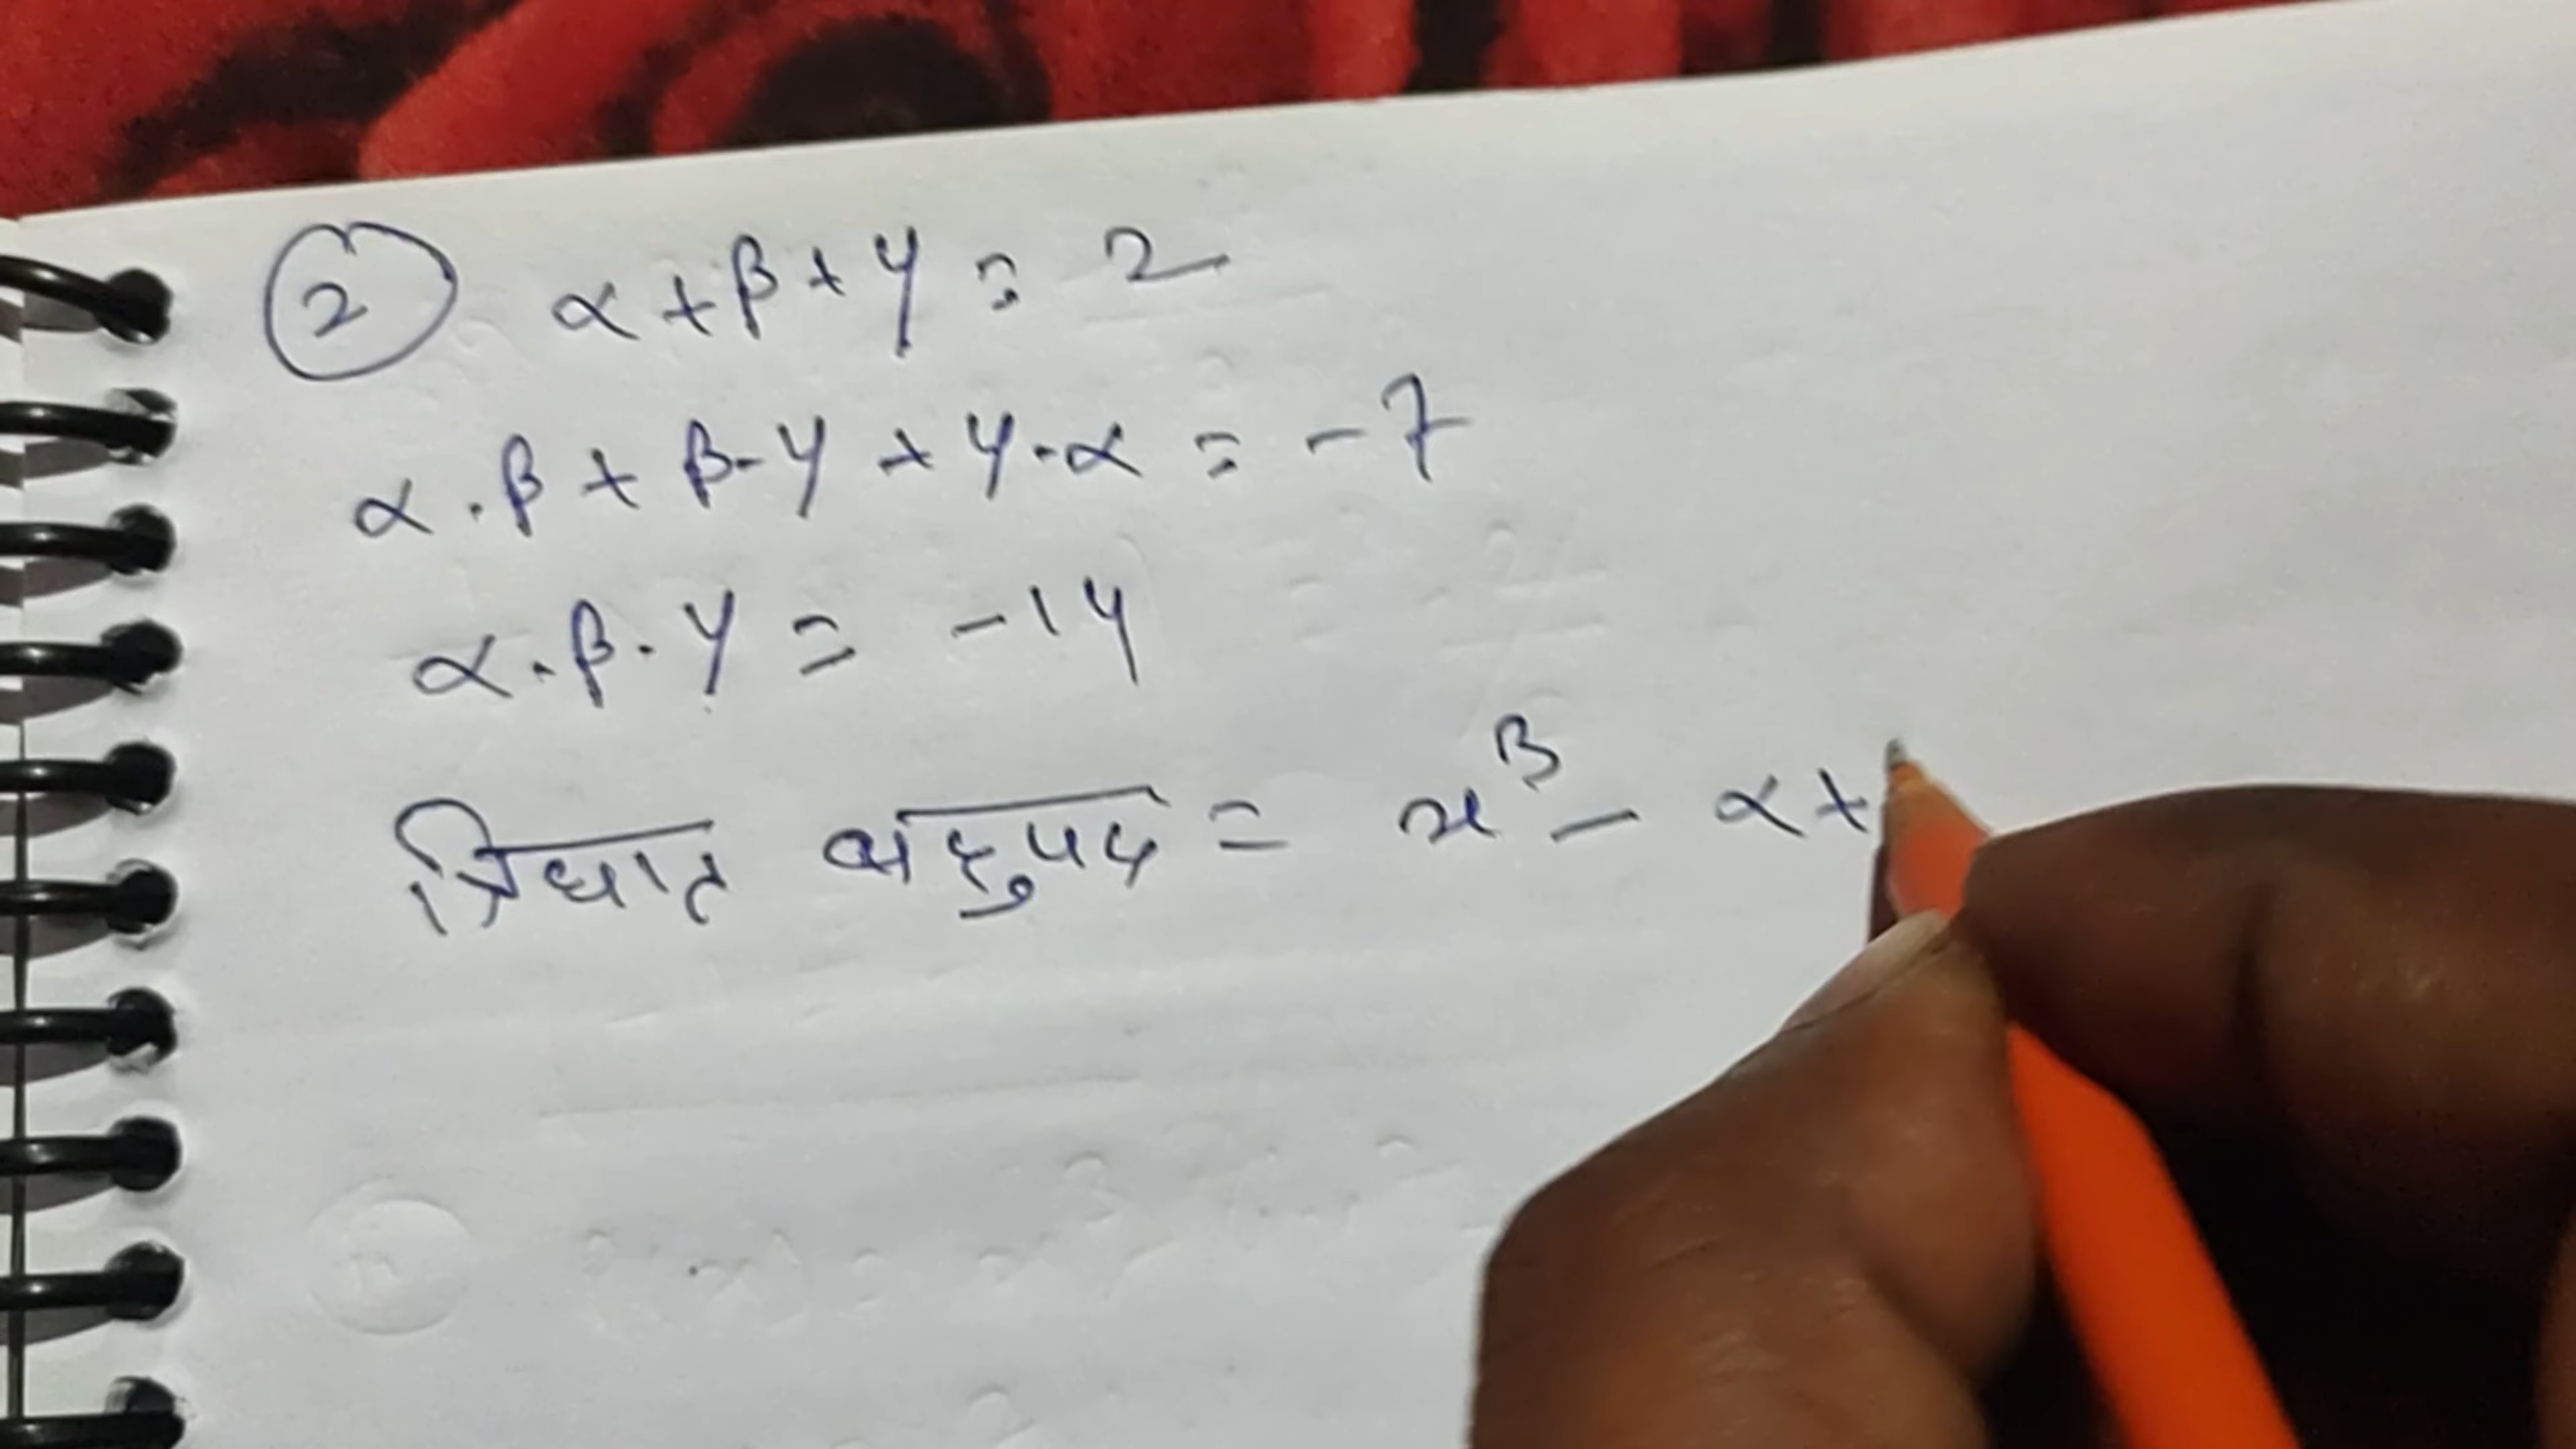 ② α + β + γ = 2
α . β + β . γ + γ . α = - 7
α . β . γ = - 14
त्रिघात बहुपद = x³ - α +